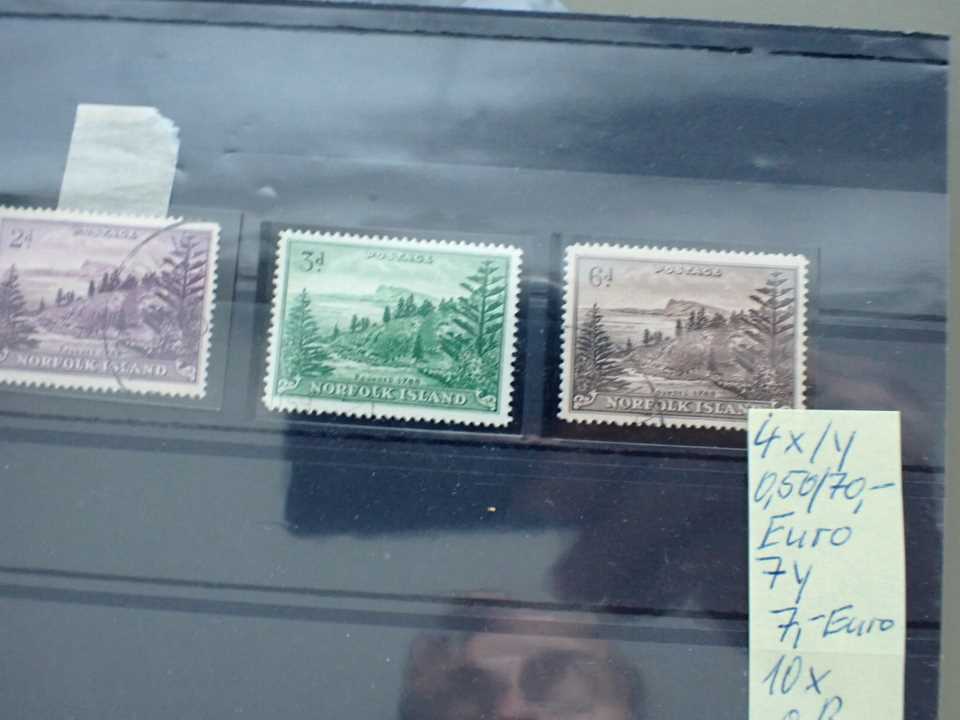 2d
POSTAGE
NORFOLK ISLAND
3d
POSTAGE
NORFOLK ISLAND
6d
POSTAGE
NORFOLK ISLAND
4x/y
0,50/70,-
Euro
7y
7,-Euro
10x